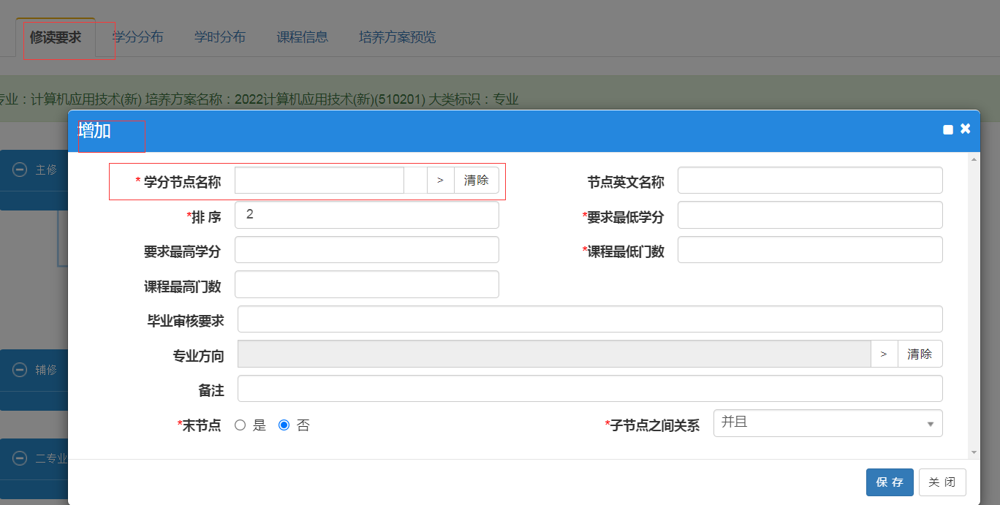 修读要求 学分分布 学时分布 课程信息 培养方案预览
专业：计算机应用技术(新) 培养方案名称：2022计算机应用技术(新)(510201) 大类标识：专业
增加
主修
* 学分节点名称 > 清除 节点英文名称
*排 序 2 *要求最低学分
要求最高学分 *课程最低门数
课程最高门数
毕业审核要求
专业方向 > 清除
辅修
备注
*末节点 是 否 *子节点之间关系 并且
二专业
保 存 关 闭